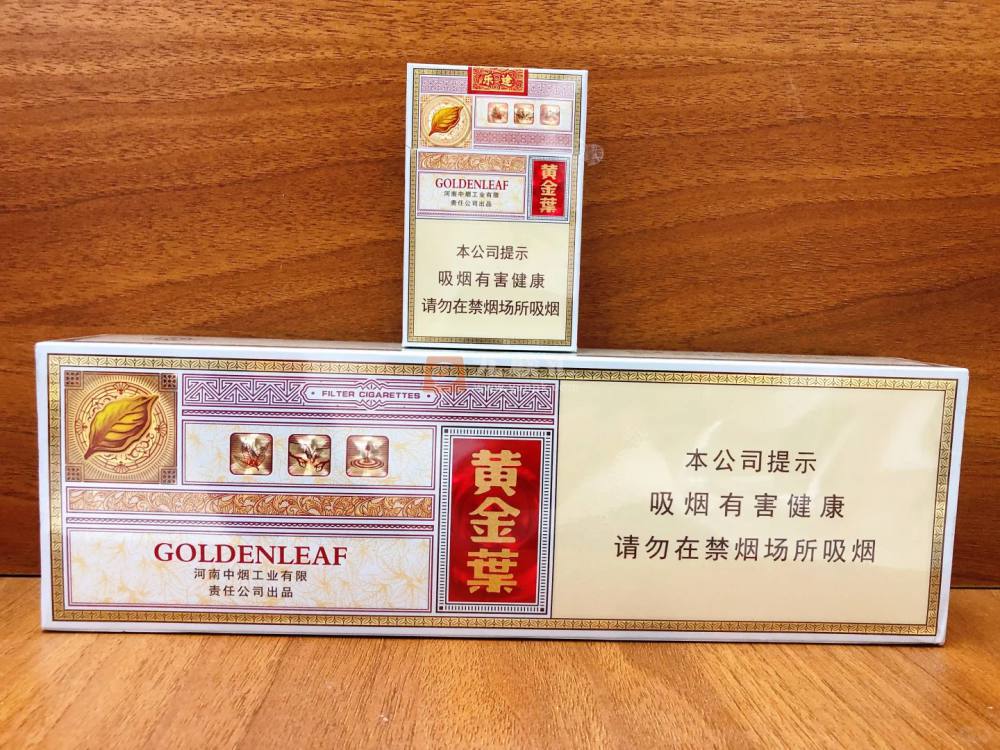 乐途
GOLDENLEAF
河南中烟工业有限
责任公司出品
黄金葉
本公司提示
吸烟有害健康
请勿在禁烟场所吸烟
FILTER CIGARETTES
黄金葉
GOLDENLEAF
河南中烟工业有限
责任公司出品
本公司提示
吸烟有害健康
请勿在禁烟场所吸烟